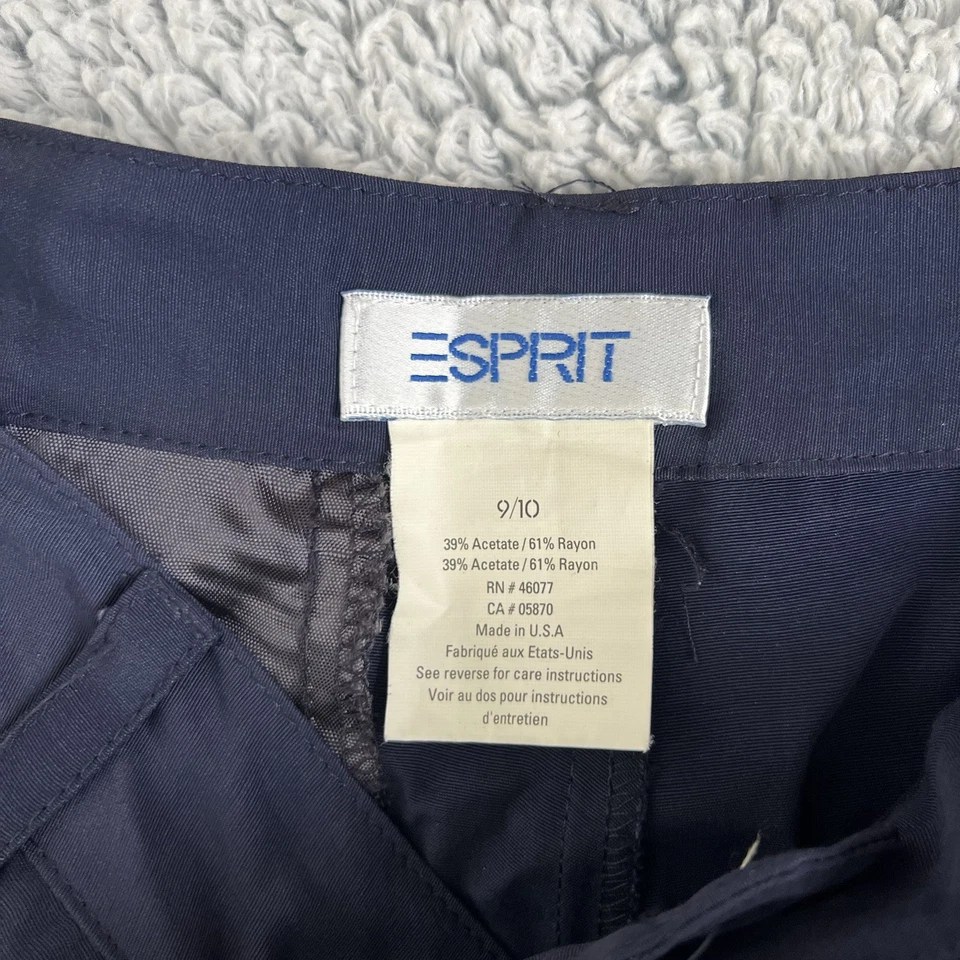 ESPRIT
9/10
39% Acetate / 61% Rayon
39% Acetate / 61% Rayon
RN # 46077
CA # 05870
Made in U.S.A
Fabriqué aux Etats-Unis
See reverse for care instructions
Voir au dos pour instructions
d'entretien